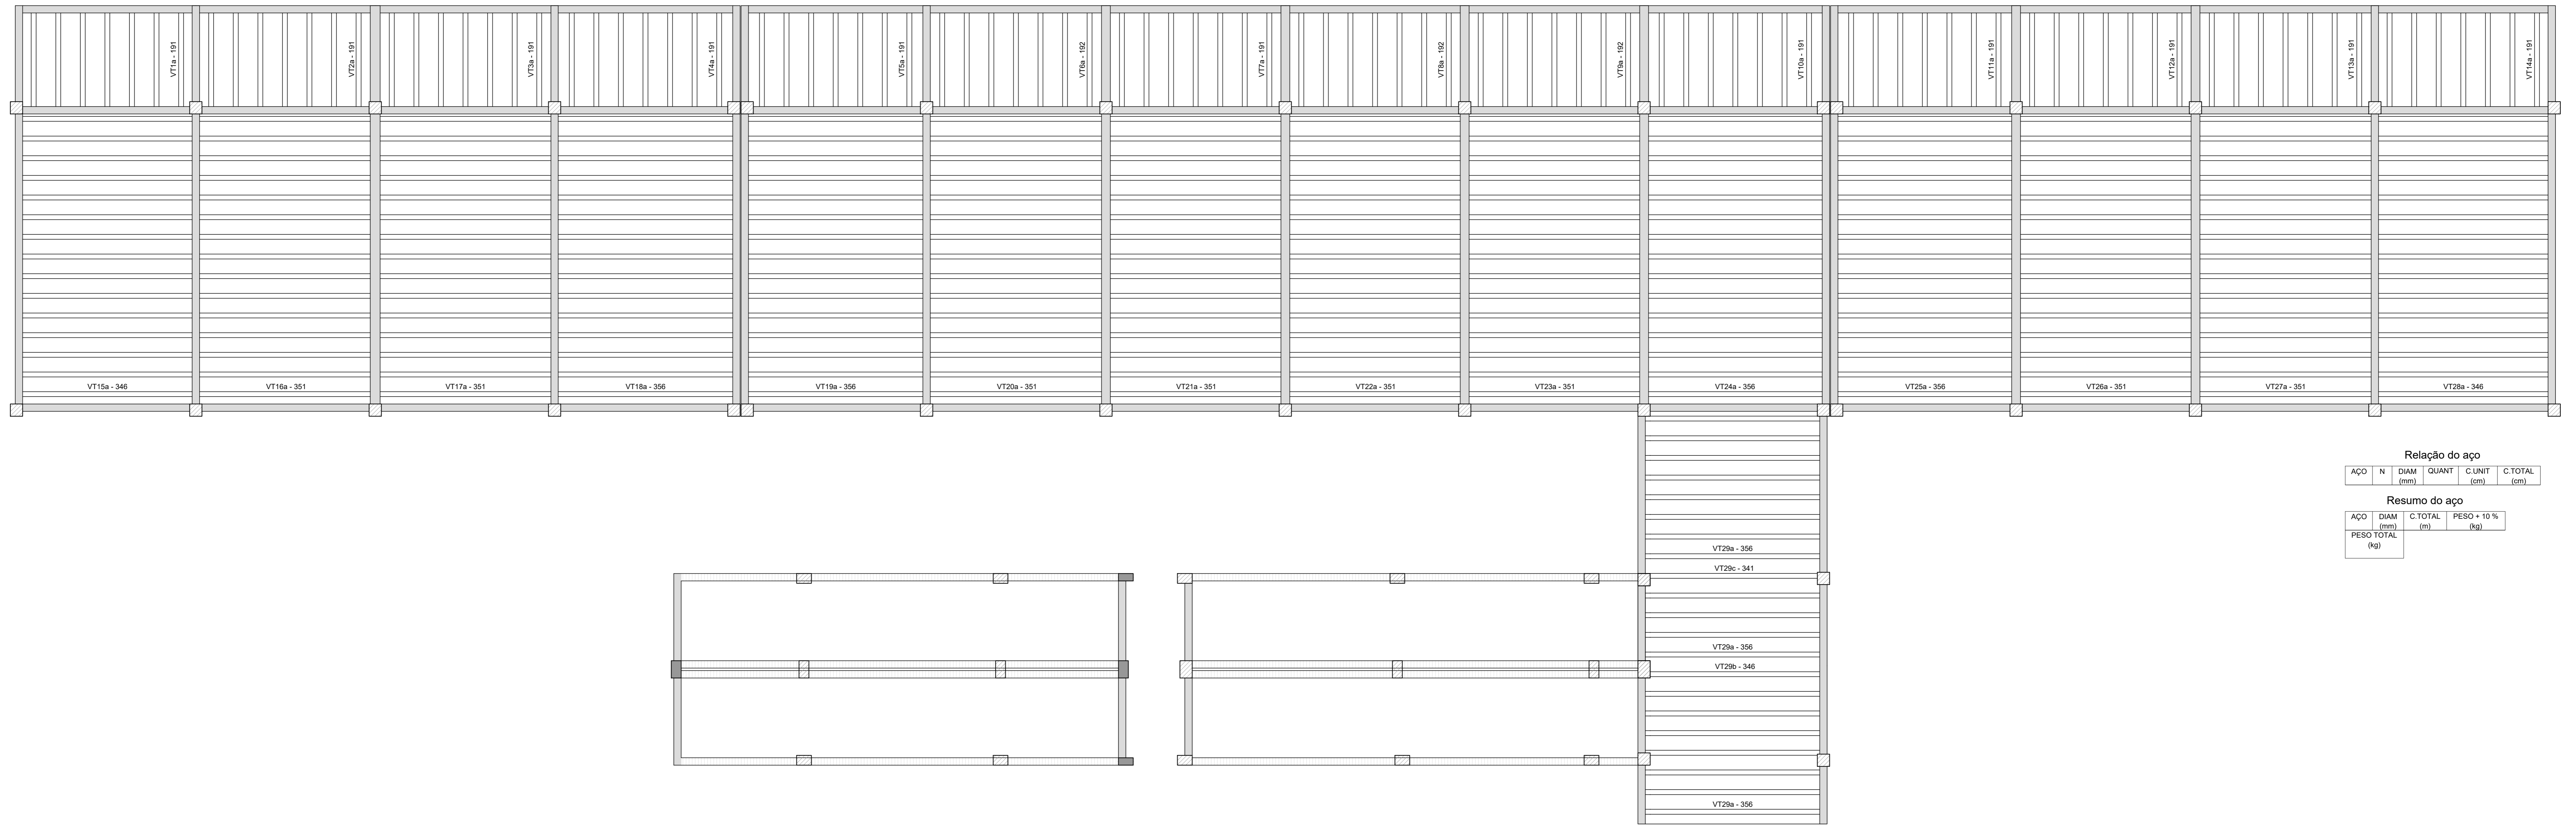 VT1a - 191
VT2a - 191
VT3a - 191
VT4a - 191
VT5a - 191
VT6a - 192
VT7a - 191
VT8a - 192
VT9a - 192
VT10a - 191
VT11a - 191
VT12a - 191
VT13a - 191
VT14a - 191
VT15a - 346
VT16a - 351
VT17a - 351
VT18a - 356
VT19a - 356
VT20a - 351
VT21a - 351
VT22a - 351
VT23a - 351
VT24a - 356
VT25a - 356
VT26a - 351
VT27a - 351
VT28a - 346
VT29a - 356
VT29c - 341
VT29a - 356
VT29b - 346
VT29a - 356
Relação do aço
AÇO N DIAM QUANT C.UNIT C.TOTAL
(mm) (cm) (cm)
Resumo do aço
AÇO DIAM C.TOTAL PESO + 10 %
(mm) (m) (kg)
PESO TOTAL
(kg)